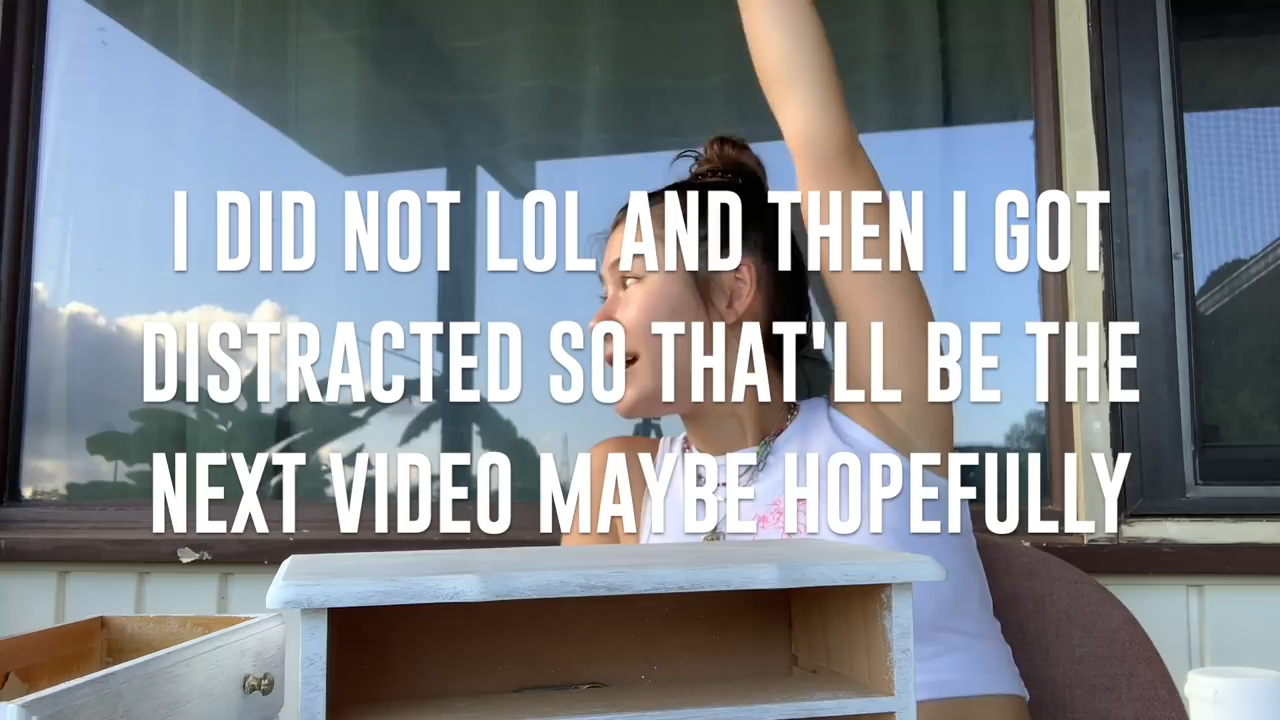 I DID NOT LOL AND THEN I GOT
DISTRACTED SO THAT'LL BE THE
NEXT VIDEO MAYBE HOPEFULLY